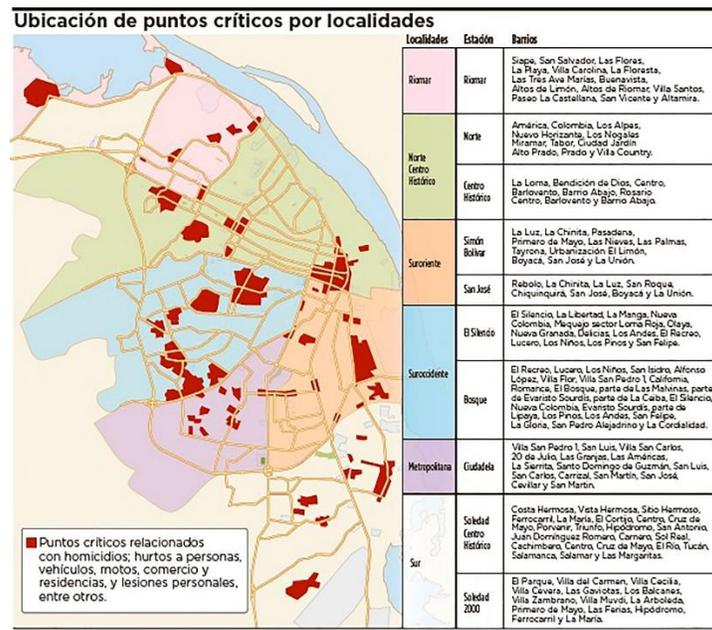 Ubicación de puntos críticos por localidades
Localidades Estación Barrios
Riomar
Riomar
Siape, San Salvador, Las Flores,
La Playa, Villa Carolina, La Floresta,
Las Tres Ave Marías, Buenavista,
Altos de Limón, Altos de Riomar, Villa Santos,
Paseo La Castellana, San Vicente y Altamira.
Norte
Centro
Histórico
Norte
América, Colombia, Los Alpes,
Nuevo Horizante, Los Nogales
Miramar, Tabor, Ciudad Jardín
Alto Prado, Prado y Villa Country.
Centro
Histórico
La Loma, Bendición de Dios, Centro,
Barlovento, Barrio Abajo, Rosario
Centro, Barlovento y Barrio Abajo.
Suroriente
Simón
Bolívar
La Luz, La Chinita, Pasadena,
Primero de Mayo, Las Nieves, Las Palmas,
Tayrona, Urbanización El Limón,
Boyacá, San José y La Unión.
San José
Rebolo, La Chinita, La Luz, San Roque,
Chiquinquirá, San José, Boyacá y La Unión.
Suroccidente
El Silencio
El Silencio, La Libertad, La Manga, Nueva
Colombia, Mequejo sector Loma Roja, Olaya,
Nueva Granada, Delicias, Los Andes, El Recreo,
Lucero, Los Niños, Los Pinos y San Felipe.
Bosque
El Recreo, Lucero, Los Niños, San Isidro, Alfonso
López, Villa Flor, Villa San Pedro 1, California,
Romance, El Bosque, parte de Las Malvinas, parte
de Evaristo Sourdis, parte de La Ceiba, El Silencio,
Nueva Colombia, Evaristo Sourdis, parte de
Lipaya, Los Pinos, Los Andes, San Felipe,
La Gloria, San Pedro Alejadrino y La Cordialidad.
Metropolitana
Ciudadela
Villa San Pedro 1, San Luis, Villa San Carlos,
20 de Julio, Las Granjas, Las Américas,
La Sierrita, Santo Domingo de Guzmán, San Luis,
San Carlos, Carrizal, San Martín, San José,
Cevillar y San Martin.
Sur
Soledad
Centro
Histórico
Costa Hermosa, Vista Hermosa, Sitio Hermoso,
Ferrocarril, La María, El Cortijo, Centro, Cruz de
Mayo, Porvenir, Triunfo, Hipódromo, San Antonio,
Juan Domínguez Romero, Carnero, Sol Real,
Cachimbero, Centro, Cruz de Mayo, El Río, Tucán,
Salamanca, Salamar y Las Margaritas.
Soledad
2000
El Parque, Villa del Carmen, Villa Cecilia,
Villa Cevera, Las Gaviotas, Los Balcanes,
Villa Zambrano, Villa Muvdi, La Arboleda,
Primero de Mayo, Las Ferias, Hipódromo,
Ferrocarril y La María.
Puntos críticos relacionados
con homicidios; hurtos a personas,
vehículos, motos, comercio y
residencias, y lesiones personales,
entre otros.